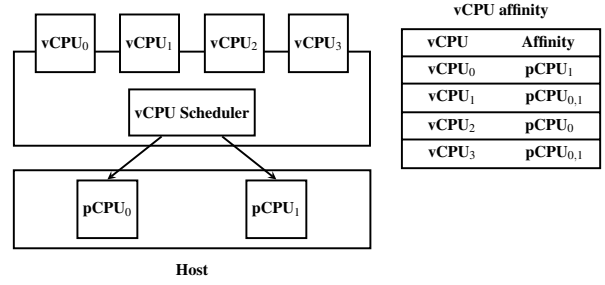 vCPU₀ vCPU₁ vCPU₂ vCPU₃
vCPU Scheduler
pCPU₀ pCPU₁
Host
vCPU affinity
vCPU Affinity
vCPU₀ pCPU₁
vCPU₁ pCPU₀,₁
vCPU₂ pCPU₀
vCPU₃ pCPU₀,₁